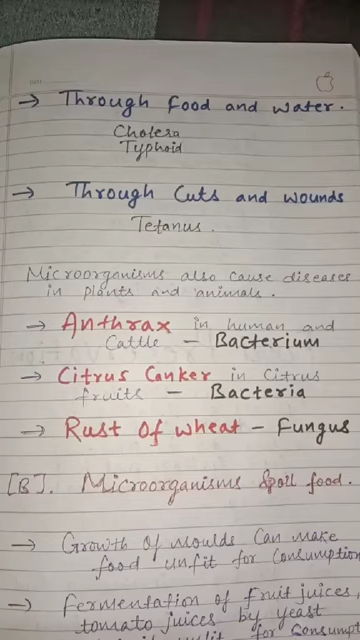 → Through Food and Water.
Cholera
Typhoid
→ Through Cuts and wounds
Tetanus.
Microorganisms also cause diseases
in plants and animals.
→ Anthrax in human and
Cattle – Bacterium
→ Citrus Canker in Citrus
fruits – Bacteria
→ Rust Of Wheat – Fungus
[B]. Microorganisms Spoil food.
→ Growth of moulds Can make
food unfit for Consumption
→ Fermentation of fruit juices,
tomato juices by yeast
unfit for Consumpt